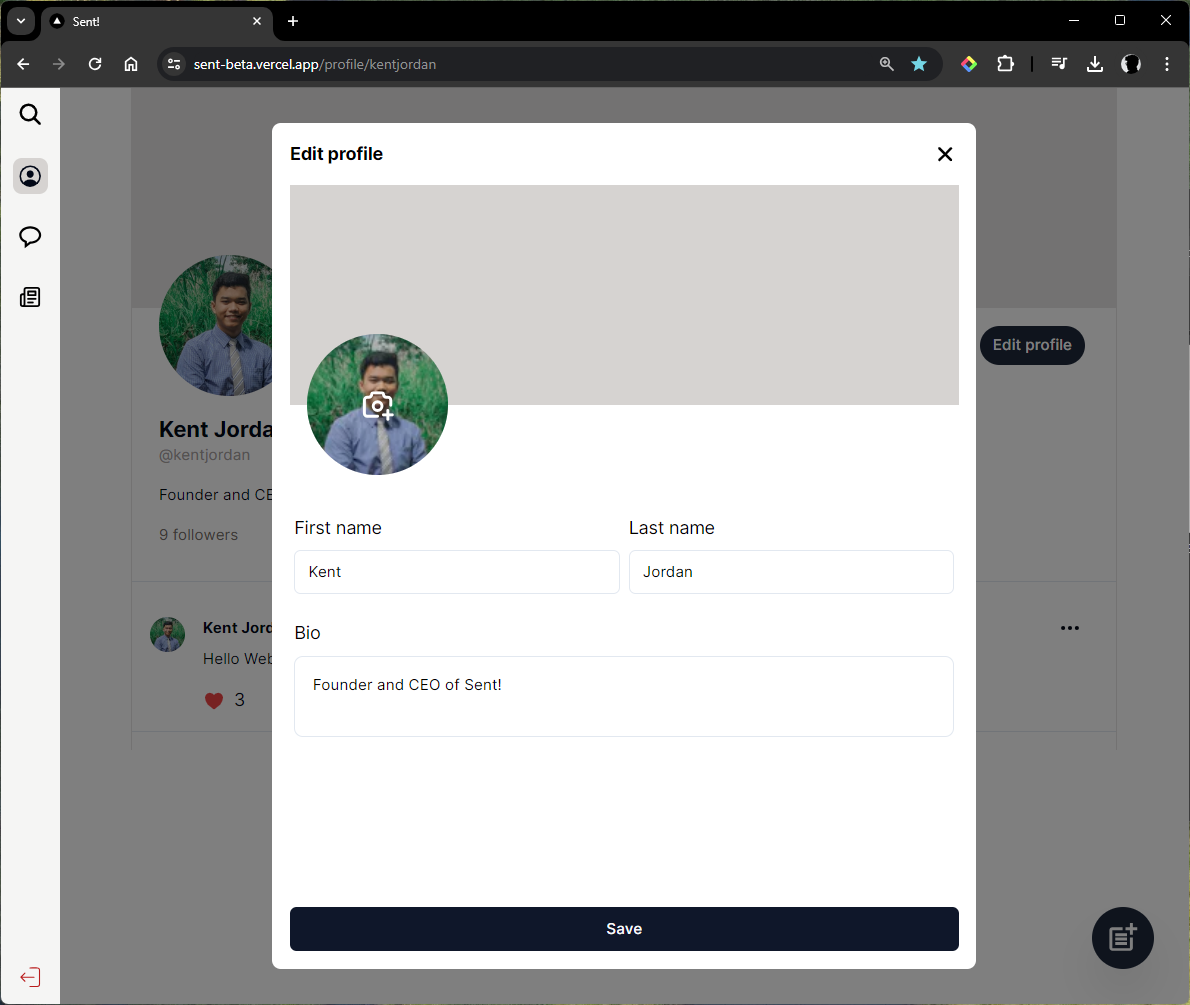 Sent!
sent-beta.vercel.app/profile/kentjordan
Edit profile
Edit profile
Kent Jorda
@kentjordan
Founder and CE
9 followers
First name
Last name
Kent
Jordan
Bio
Founder and CEO of Sent!
Kent Jord
Hello Web
3
Save